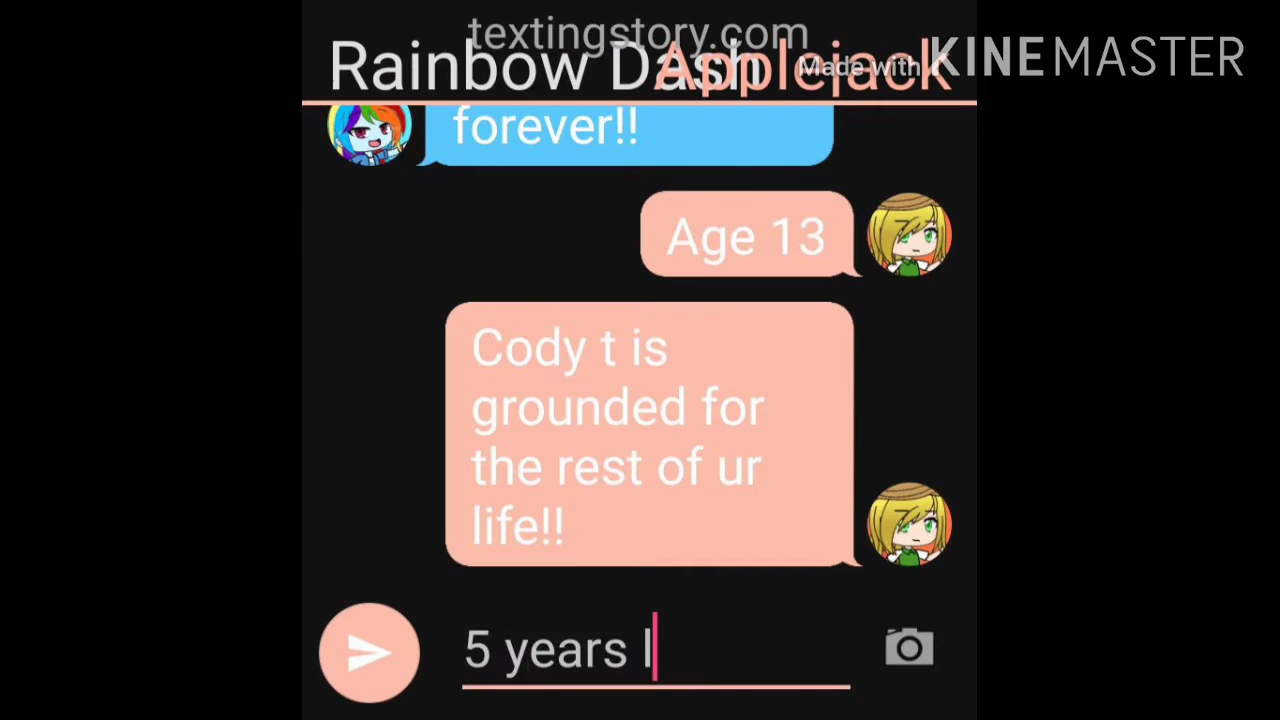 textingstory.com
Rainbow Dash Applejack
Made with KINEMASTER
forever!!
Age 13
Cody t is
grounded for
the rest of ur
life!!
5 years l